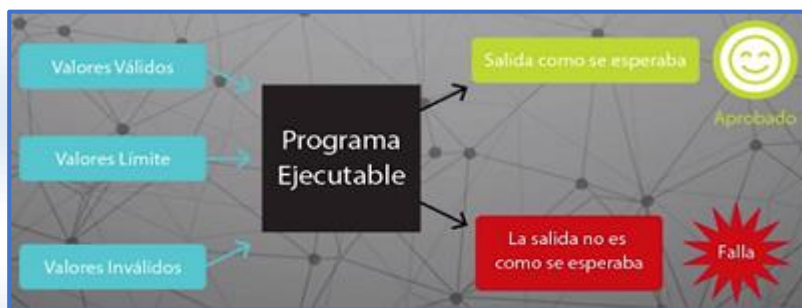 Valores Válidos
Valores Límite
Valores Inválidos
Programa
Ejecutable
Salida como se esperaba
Aprobado
La salida no es
como se esperaba
Falla